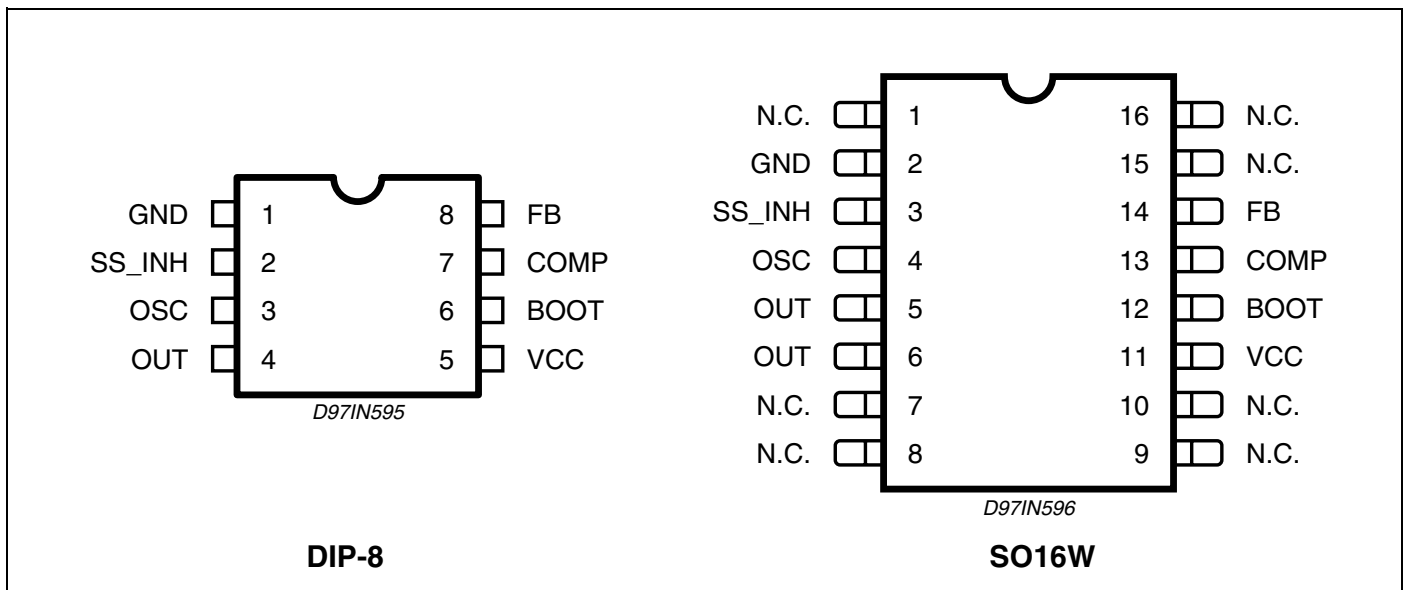 GND 1 8 FB
SS_INH 2 7 COMP
OSC 3 6 BOOT
OUT 4 5 VCC
D97IN595
DIP-8
N.C. 1 16 N.C.
GND 2 15 N.C.
SS_INH 3 14 FB
OSC 4 13 COMP
OUT 5 12 BOOT
OUT 6 11 VCC
N.C. 7 10 N.C.
N.C. 8 9 N.C.
D97IN596
SO16W